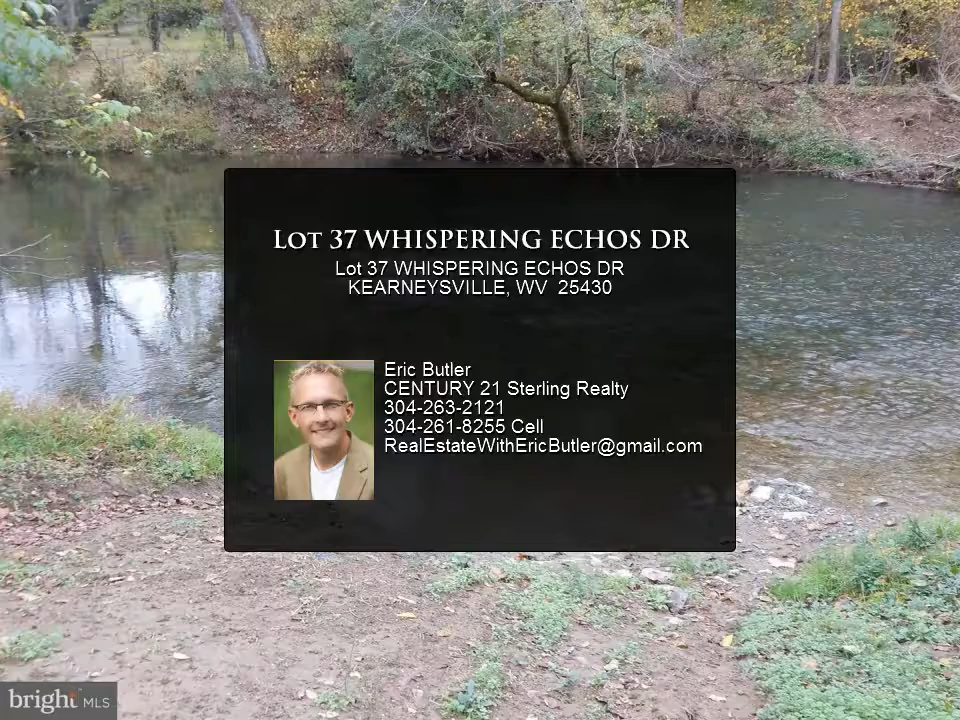 Lot 37 WHISPERING ECHOS DR
Lot 37 WHISPERING ECHOS DR
KEARNEYSVILLE, WV 25430
Eric Butler
CENTURY 21 Sterling Realty
304-263-2121
304-261-8255 Cell
RealEstateWithEricButler@gmail.com
bright MLS